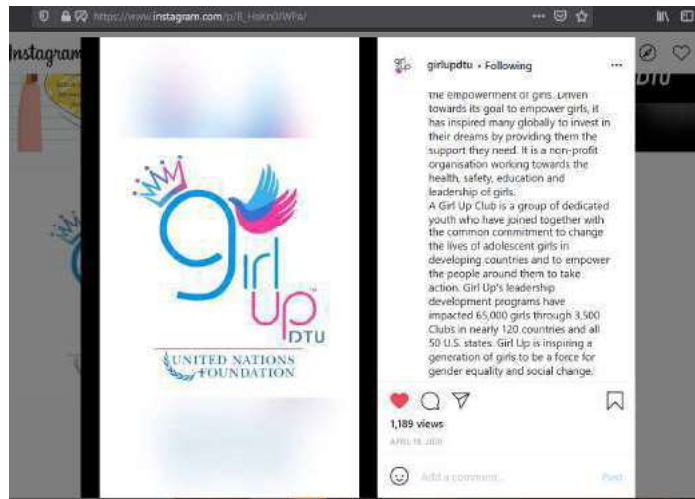 https://www.instagram.com/p/B_HsKn0JWPA/
Instagram
DTU
girl
up
DTU
UNITED NATIONS
FOUNDATION
girl
up
girlupdtu • Following
the empowerment of girls. Driven
towards its goal to empower girls, it
has inspired many globally to invest in
their dreams by providing them the
support they need. It is a non-profit
organisation working towards the
health, safety, education and
leadership of girls.
A Girl Up Club is a group of dedicated
youth who have joined together with
the common commitment to change
the lives of adolescent girls in
developing countries and to empower
the people around them to take
action. Girl Up's leadership
development programs have
impacted 65,000 girls through 3,500
Clubs in nearly 120 countries and all
50 U.S. states. Girl Up is inspiring a
generation of girls to be a force for
gender equality and social change.
1,189 views
Add a comment...
Post